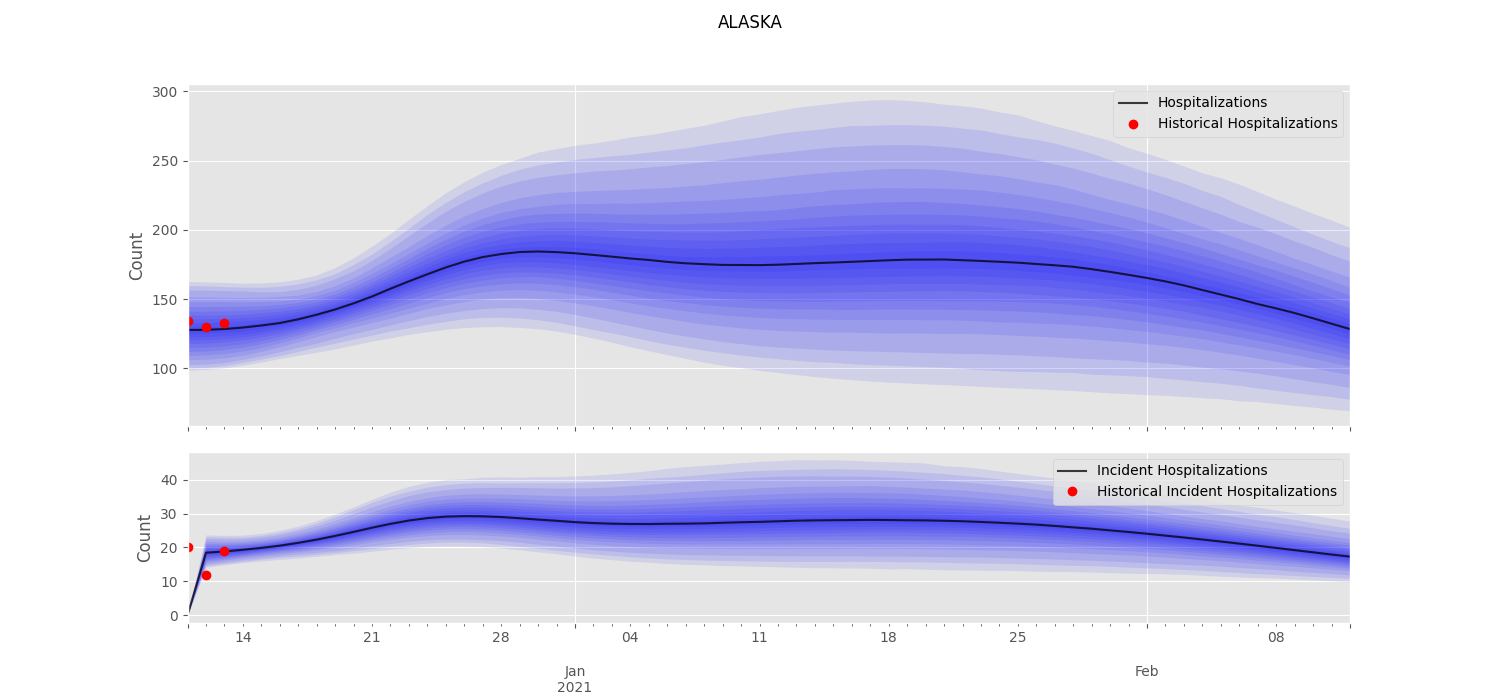 ALASKA
300
250
200
150
100
Count
Hospitalizations
Historical Hospitalizations
40
30
20
10
0
Count
Incident Hospitalizations
Historical Incident Hospitalizations
14 21 28 04 11 18 25 08
Jan Feb
2021